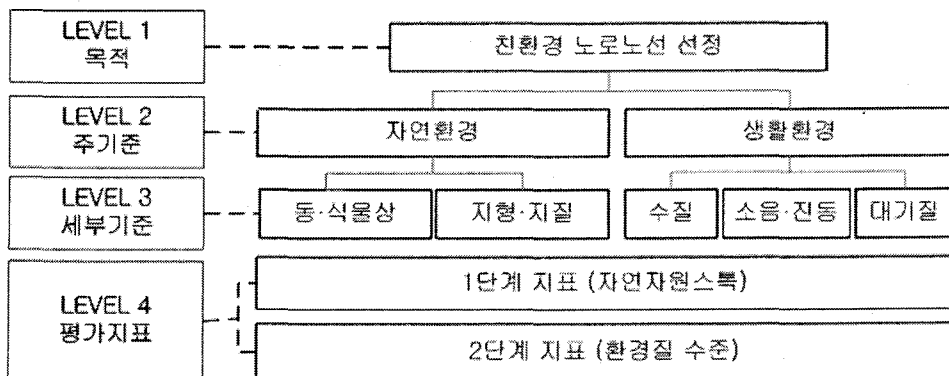 LEVEL 1
목적
친환경 노로노선 선정
LEVEL 2
주기준
자연환경
생활환경
LEVEL 3
세부기준
동·식물상
지형·지질
수질
소음·진동
대기질
LEVEL 4
평가지표
1단계 지표 (자연자원스톡)
2단계 지표 (환경질 수준)